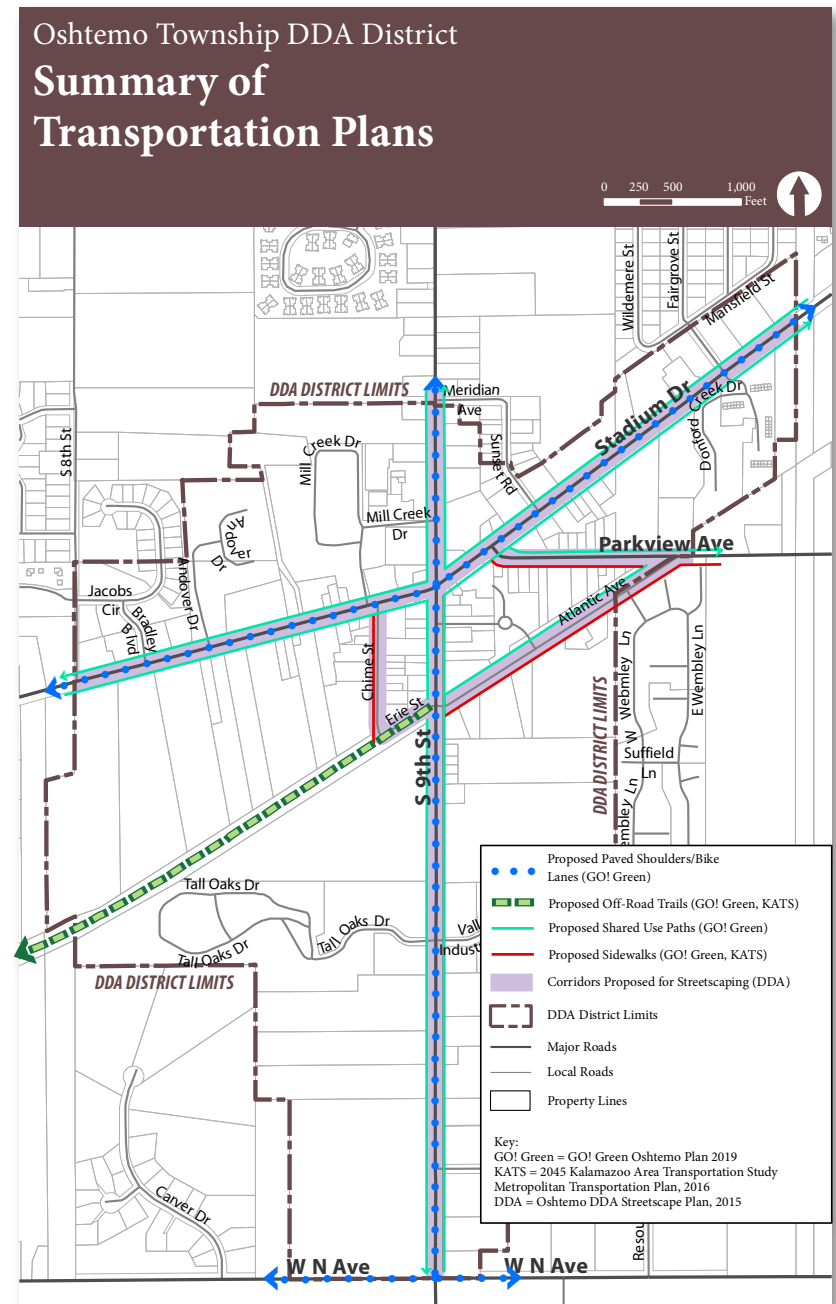 Oshtemo Township DDA District
Summary of
Transportation Plans
0 250 500 1,000
Feet
Wildemere St
Fairgrove St
Mansfield St
DDA DISTRICT LIMITS
Meridian
Ave
Stadium Dr
Donford Creek Dr
S 8th St
Mill Creek Dr
Sunset Rd
Mill Creek
Dr
Andover
Dr
Andover Dr
Parkview Ave
Jacobs
Cir
Bradley
Blvd
Atlantic Ave
Chime St
Erie St
S 9th St
W Webmley Ln
E Wembley Ln
DDA DISTRICT LIMITS
Suffield
Ln
embley Ln
Tall Oaks Dr
Tall Oaks Dr
Tall Oaks Dr
Vall
Indust
DDA DISTRICT LIMITS
Carver Dr
Resou
W N Ave
W N Ave
Proposed Paved Shoulders/Bike
Lanes (GO! Green)
Proposed Off-Road Trails (GO! Green, KATS)
Proposed Shared Use Paths (GO! Green)
Proposed Sidewalks (GO! Green, KATS)
Corridors Proposed for Streetscaping (DDA)
DDA District Limits
Major Roads
Local Roads
Property Lines
Key:
GO! Green = GO! Green Oshtemo Plan 2019
KATS = 2045 Kalamazoo Area Transportation Study
Metropolitan Transportation Plan, 2016
DDA = Oshtemo DDA Streetscape Plan, 2015